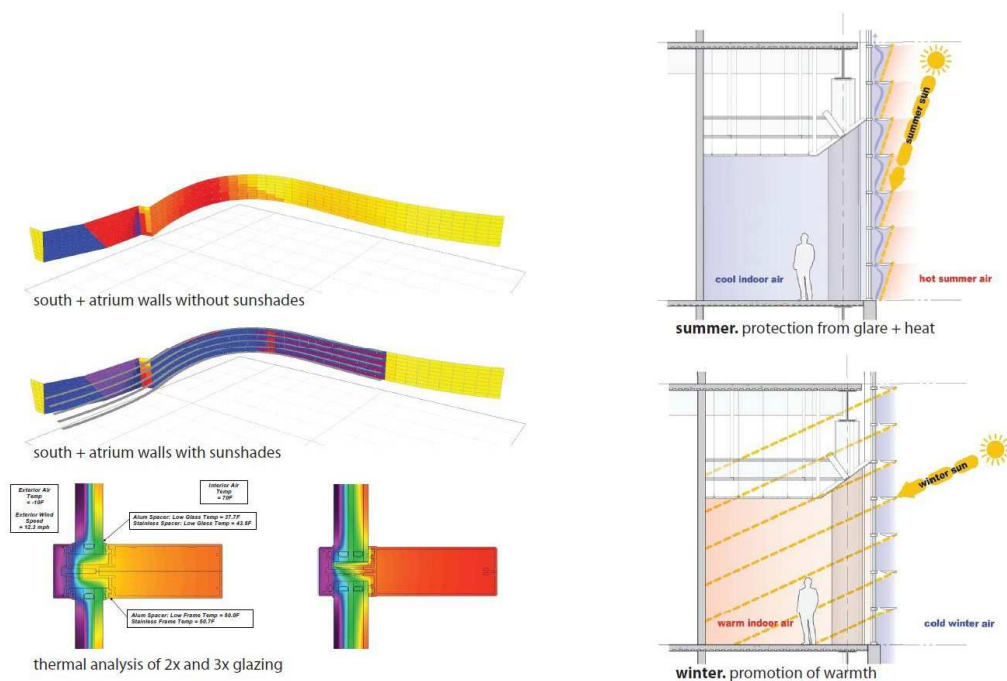 south + atrium walls without sunshades
south + atrium walls with sunshades
Exterior Air
Temp
= -10F
Exterior Wind
Speed
= 12.3 mph
Interior Air
Temp
= 70F
Alum Spacer: Low Glass Temp = 37.7F
Stainless Spacer: Low Glass Temp = 43.5F
Alum Spacer: Low Frame Temp = 50.0F
Stainless Frame Temp = 50.7F
thermal analysis of 2x and 3x glazing
summer sun
cool indoor air
hot summer air
summer. protection from glare + heat
winter sun
warm indoor air
cold winter air
winter. promotion of warmth